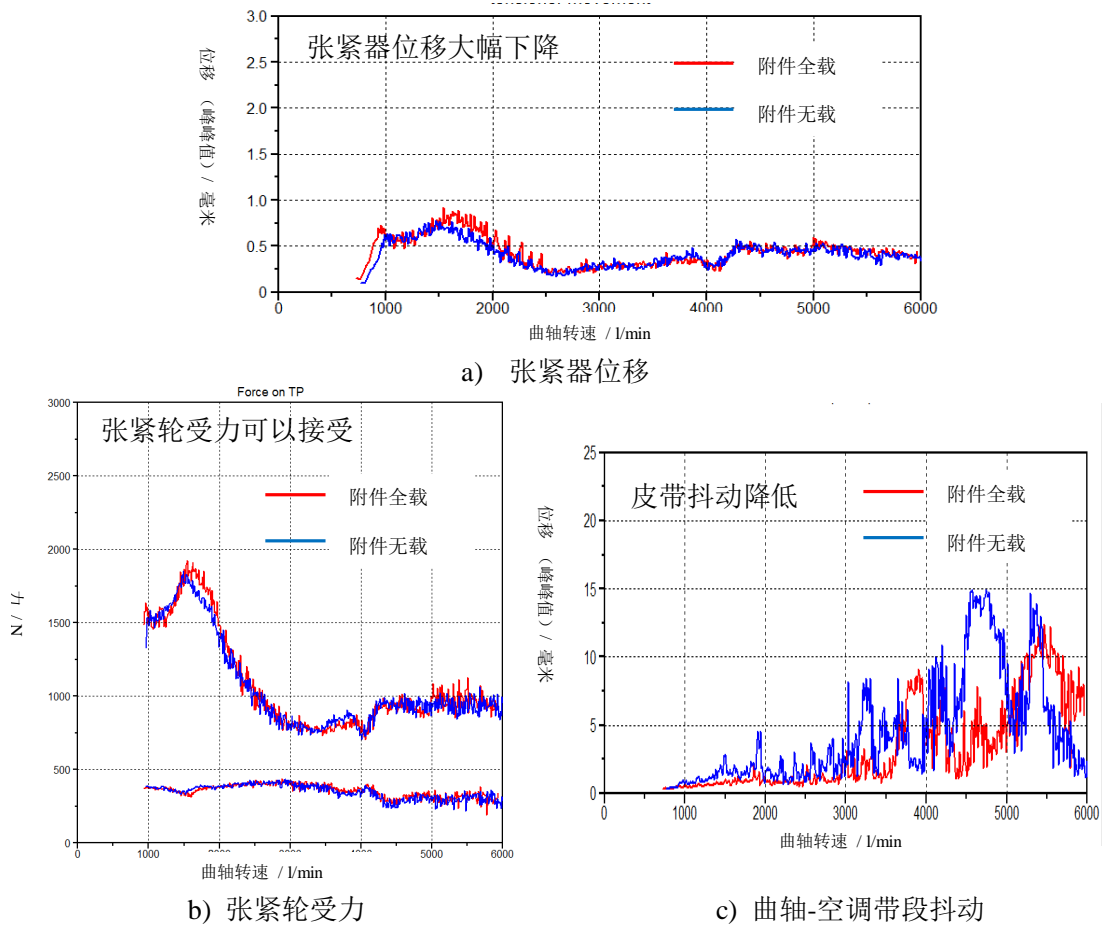 3.0
2.5
2.0
1.5
1.0
0.5
0
位移 (峰峰值) / 毫米
张紧器位移大幅下降
附件全载
附件无载
0 1000 2000 3000 4000 5000 6000
曲轴转速 / l/min
a) 张紧器位移
Force on TP
3000
2500
2000
1500
1000
500
0
力 / N
张紧轮受力可以接受
附件全载
附件无载
0 1000 2000 3000 4000 5000 6000
曲轴转速 / l/min
b) 张紧轮受力
25
20
15
10
5
0
位移 (峰峰值) / 毫米
皮带抖动降低
附件全载
附件无载
0 1000 2000 3000 4000 5000 6000
曲轴转速 / l/min
c) 曲轴-空调带段抖动